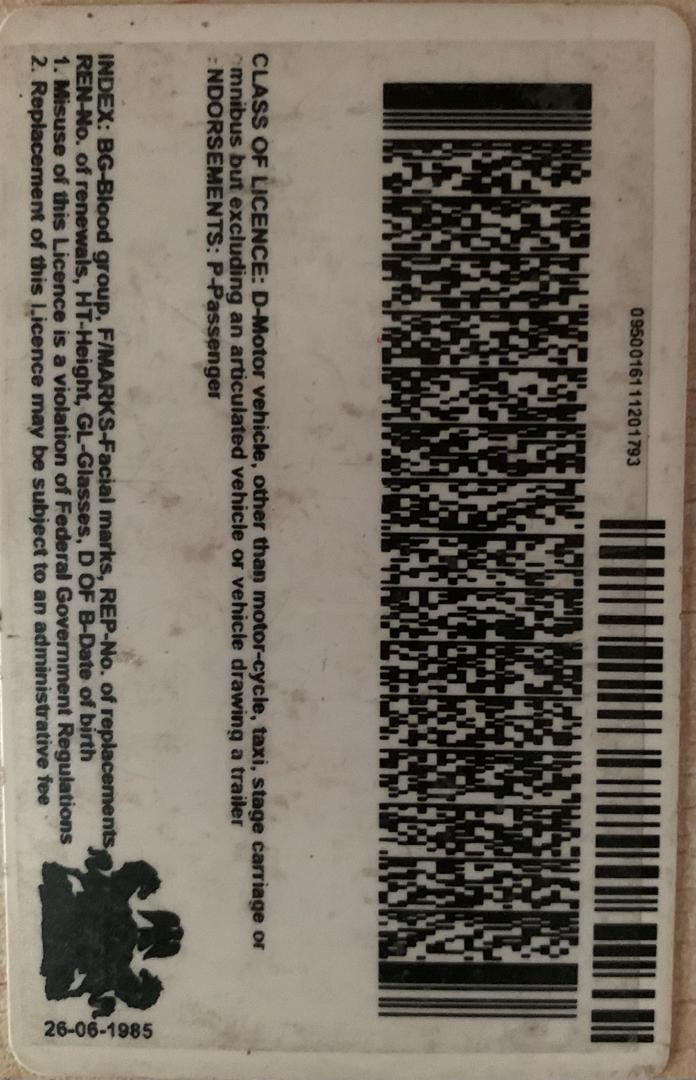 09500161 11201793
CLASS OF LICENCE: D-Motor vehicle, other than motor-cycle, taxi, stage carriage or
mnibus but excluding an articulated vehicle or vehicle drawing a trailer
NDORSEMENTS: P-Passenger
INDEX: BG-Blood group, F/MARKS-Facial marks, REP-No. of replacements
REN-No. of renewals, HT-Height, GL-Glasses, D OF B-Date of birth
1. Misuse of this Licence is a violation of Federal Government Regulations
2. Replacement of this Licence may be subject to an administrative fee
26-06-1985